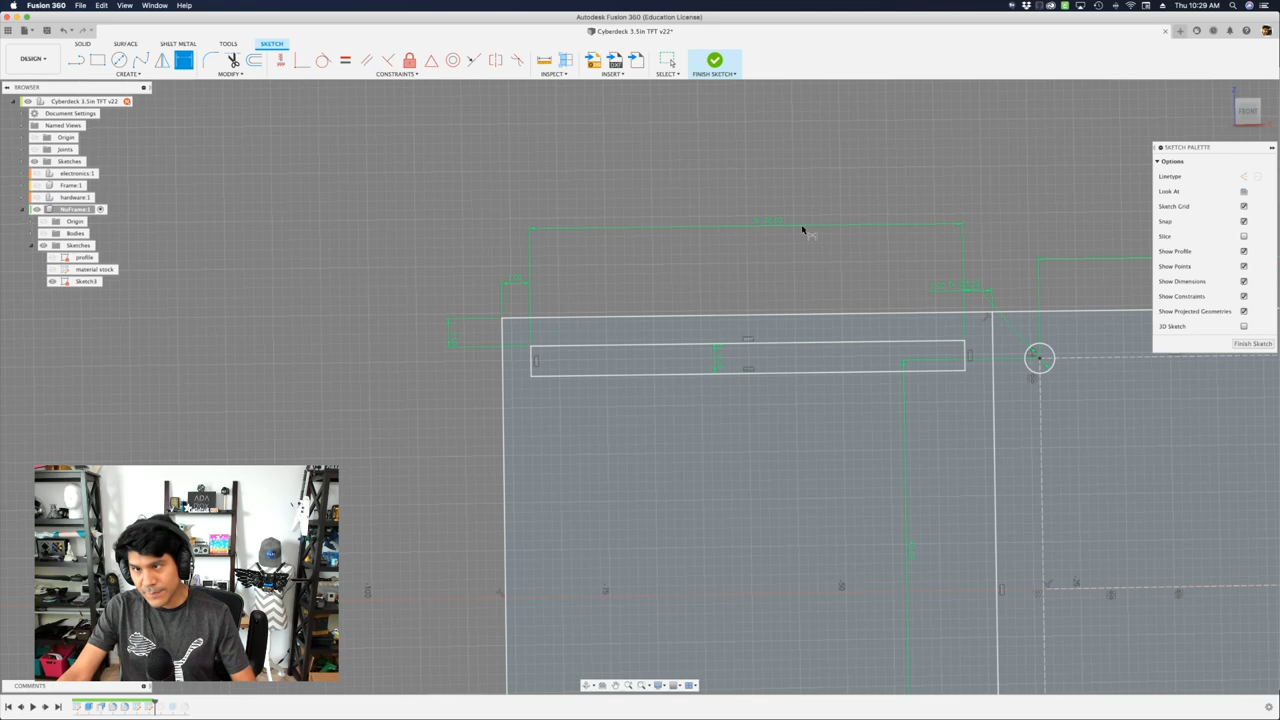 Fusion 360 File Edit View Window Help
Thu 10:29 AM
Autodesk Fusion 360 (Education License)
Cyberdeck 3.5in TFT v22*
SOLID SURFACE SHEET METAL TOOLS SKETCH
DESIGN
CREATE MODIFY CONSTRAINTS INSPECT INSERT SELECT FINISH SKETCH
BROWSER
Cyberdeck 3.5in TFT v22
Document Settings
Named Views
Origin
Joints
Sketches
electronics:1
Frame:1
hardware:1
NuFrame:1
Origin
Bodies
Sketches
profile
material stock
Sketch3
FRONT
SKETCH PALETTE
Options
Linetype
Look At
Sketch Grid
Snap
Slice
Show Profile
Show Points
Show Dimensions
Show Constraints
Show Projected Geometries
3D Sketch
Finish Sketch
ADA
COMMENTS